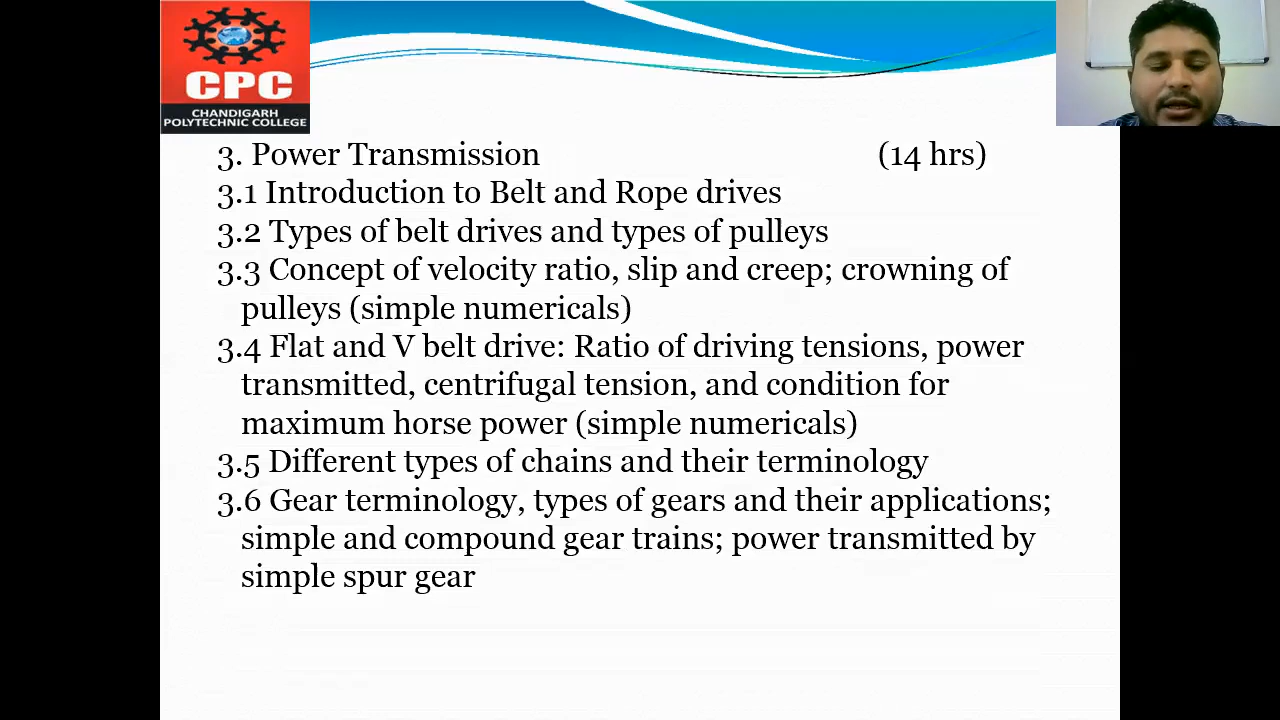 CPC
CHANDIGARH
POLYTECHNIC COLLEGE
3. Power Transmission (14 hrs)
3.1 Introduction to Belt and Rope drives
3.2 Types of belt drives and types of pulleys
3.3 Concept of velocity ratio, slip and creep; crowning of
pulleys (simple numericals)
3.4 Flat and V belt drive: Ratio of driving tensions, power
transmitted, centrifugal tension, and condition for
maximum horse power (simple numericals)
3.5 Different types of chains and their terminology
3.6 Gear terminology, types of gears and their applications;
simple and compound gear trains; power transmitted by
simple spur gear